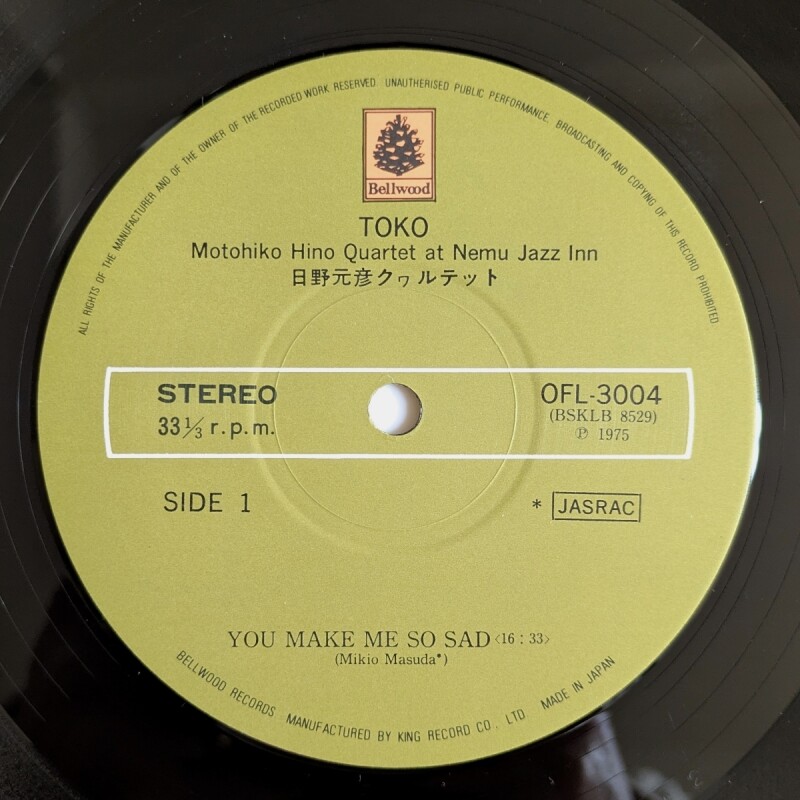 ALL RIGHTS OF THE MANUFACTURER AND OF THE OWNER OF THE RECORDED WORK RESERVED UNAUTHORISED PUBLIC PERFORMANCE, BROADCASTING AND COPYING OF THIS RECORD PROHIBITED
Bellwood
TOKO
Motohiko Hino Quartet at Nemu Jazz Inn
日野元彦クヮルテット
STEREO
33⅓ r.p.m.
OFL-3004
(BSKLB 8529)
℗ 1975
SIDE 1
* JASRAC
YOU MAKE ME SO SAD〈16:33〉
(Mikio Masuda*)
BELLWOOD RECORDS MANUFACTURED BY KING RECORD CO., LTD MADE IN JAPAN